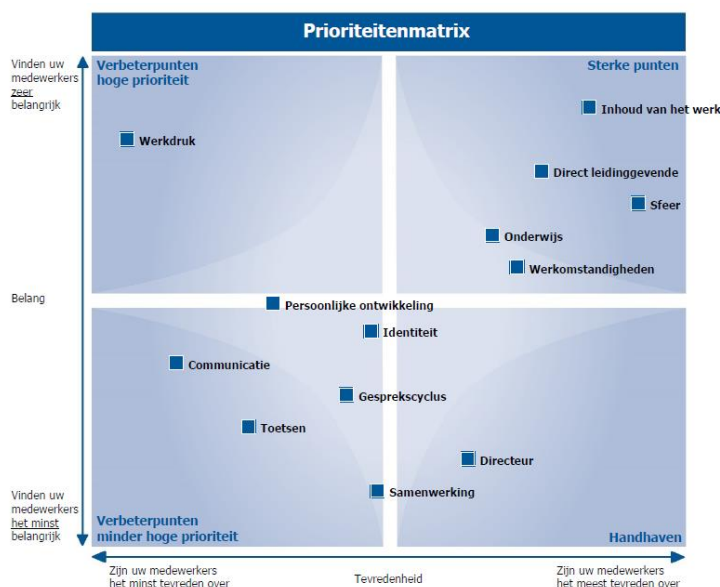 Prioriteitenmatrix
Vinden uw
medewerkers
zeer
belangrijk
Verbeterpunten
hoge prioriteit
Sterke punten
Inhoud van het werk
Werkdruk
Direct leidinggevende
Sfeer
Onderwijs
Werkomstandigheden
Belang
Persoonlijke ontwikkeling
Identiteit
Communicatie
Gesprekscyclus
Toetsen
Directeur
Samenwerking
Vinden uw
medewerkers
het minst
belangrijk
Verbeterpunten
minder hoge prioriteit
Handhaven
Zijn uw medewerkers
het minst tevreden over
Tevredenheid
Zijn uw medewerkers
het meest tevreden over